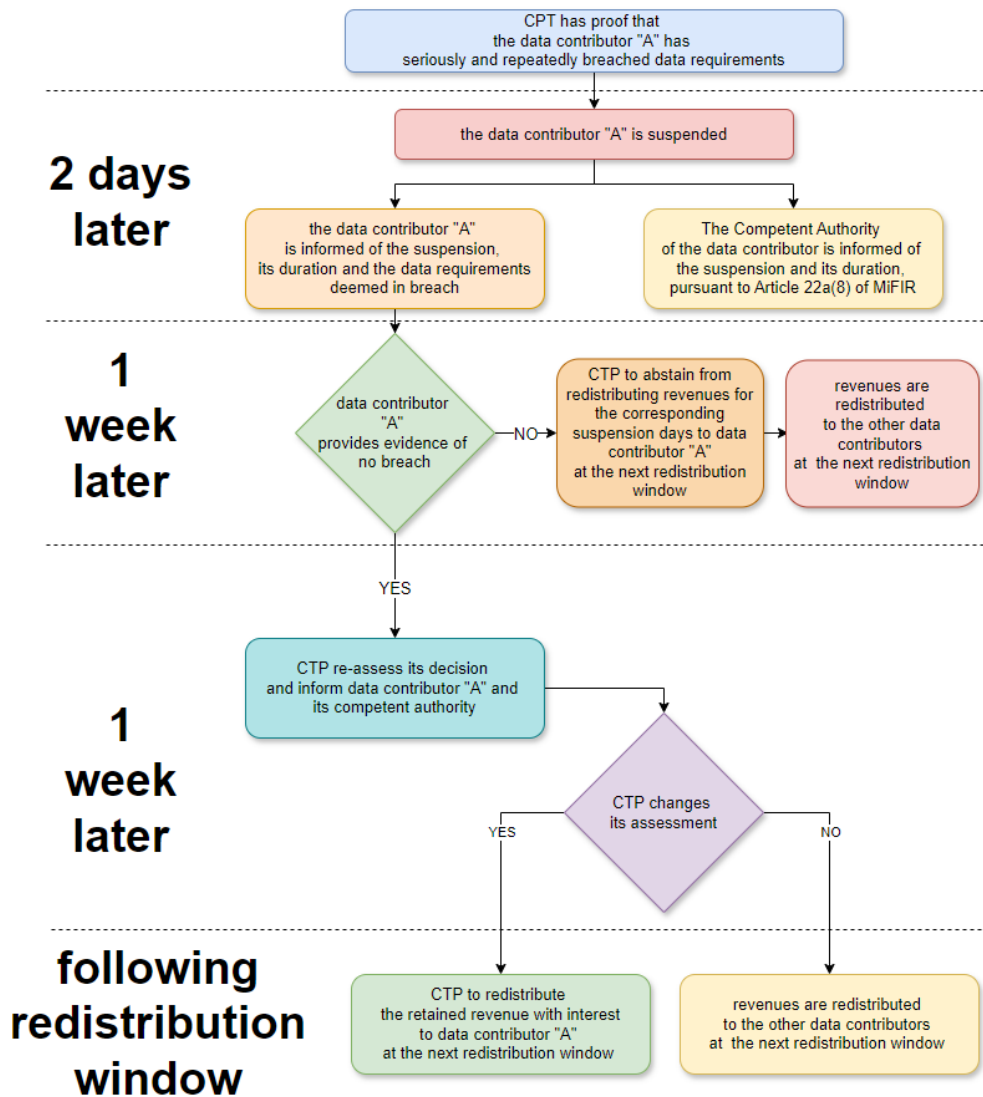 CPT has proof that
the data contributor "A" has
seriously and repeatedly breached data requirements
2 days
later
the data contributor "A" is suspended
the data contributor "A"
is informed of the suspension,
its duration and the data requirements
deemed in breach
The Competent Authority
of the data contributor is informed of
the suspension and its duration,
pursuant to Article 22a(8) of MiFIR
1
week
later
data contributor
"A"
provides evidence of
no breach
NO
CTP to abstain from
redistributing revenues for
the corresponding
suspension days to data
contributor "A"
at the next redistribution
window
revenues are
redistributed
to the other data
contributors
at the next redistribution
window
YES
1
week
later
CTP re-assess its decision
and inform data contributor "A" and
its competent authority
CTP changes
its assessment
YES
NO
following
redistribution
window
CTP to redistribute
the retained revenue with interest
to data contributor "A"
at the next redistribution window
revenues are redistributed
to the other data contributors
at the next redistribution window